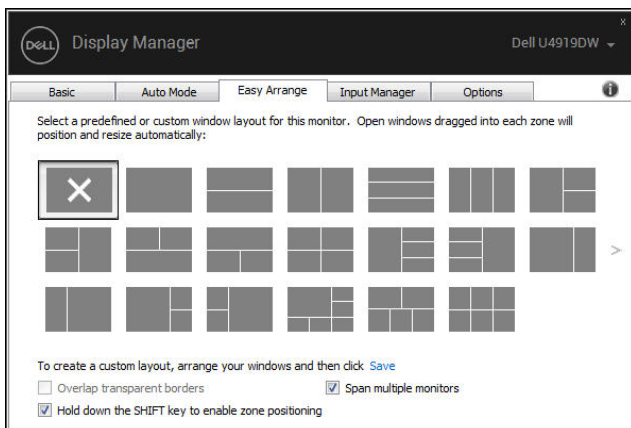 x
DELL Display Manager Dell U4919DW
Basic Auto Mode Easy Arrange Input Manager Options i
Select a predefined or custom window layout for this monitor. Open windows dragged into each zone will
position and resize automatically:
>
To create a custom layout, arrange your windows and then click Save
Overlap transparent borders Span multiple monitors
Hold down the SHIFT key to enable zone positioning